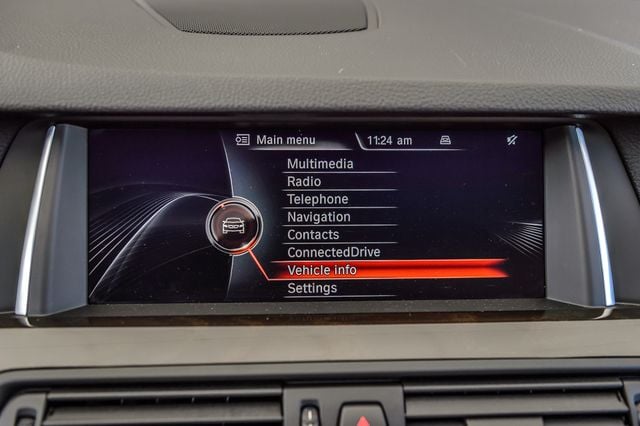 Main menu 11:24 am
Multimedia
Radio
Telephone
Navigation
Contacts
ConnectedDrive
Vehicle info
Settings